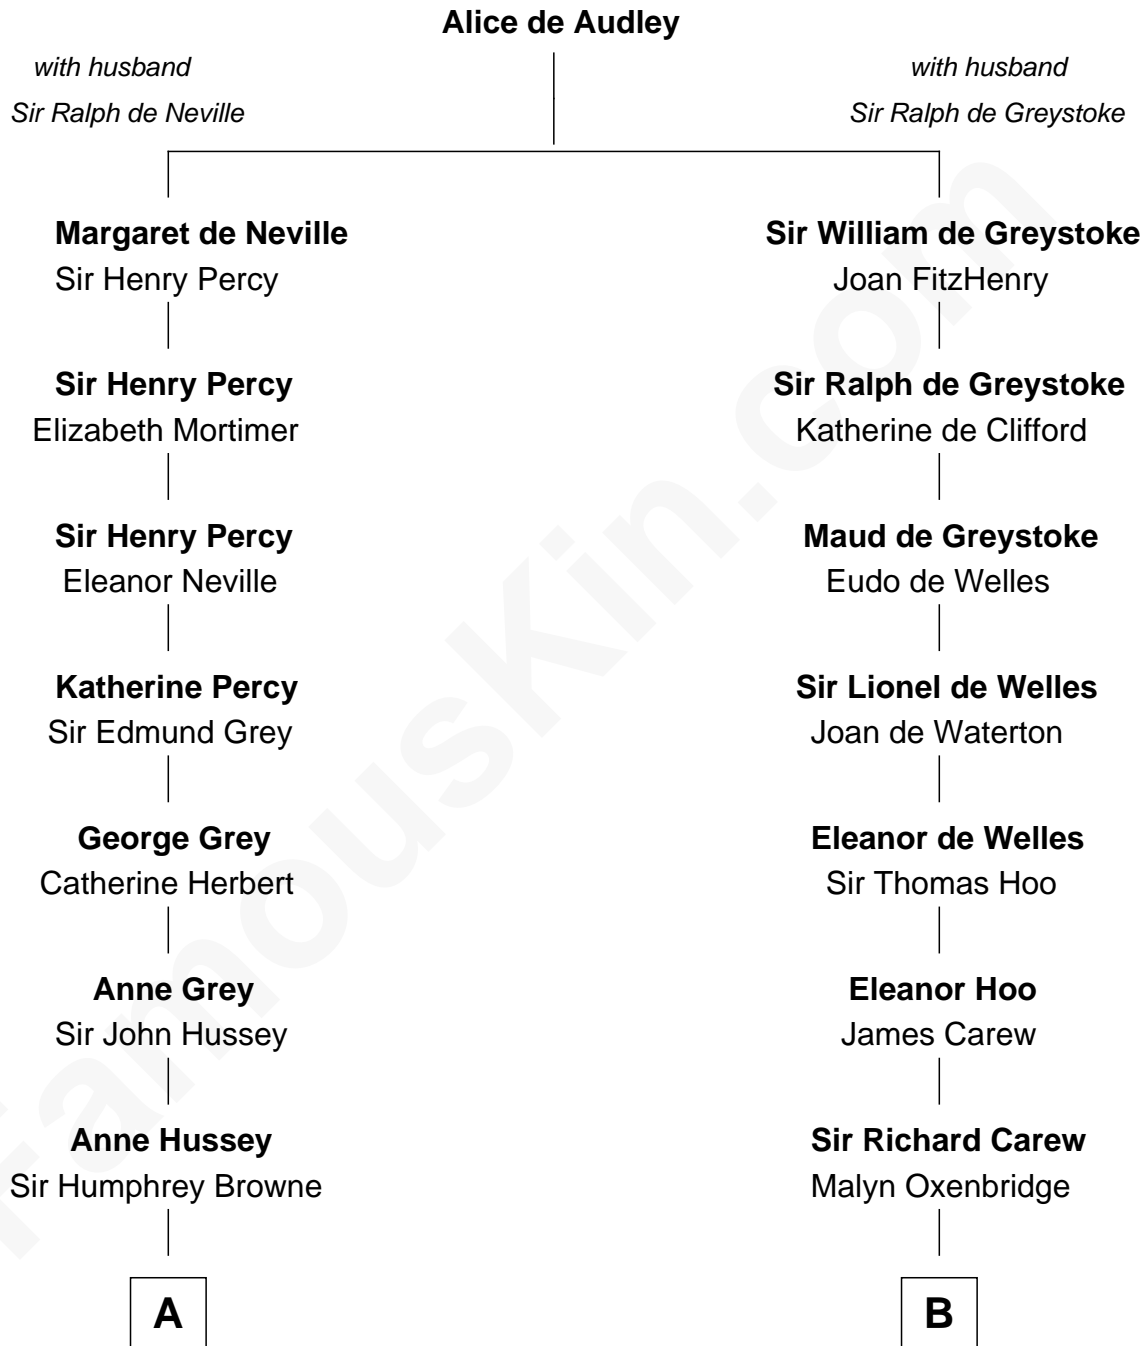 Alice de Audley
with husband
Sir Ralph de Neville
with husband
Sir Ralph de Greystoke
Margaret de Neville
Sir Henry Percy
Sir William de Greystoke
Joan FitzHenry
Sir Henry Percy
Elizabeth Mortimer
Sir Ralph de Greystoke
Katherine de Clifford
Sir Henry Percy
Eleanor Neville
Maud de Greystoke
Eudo de Welles
Katherine Percy
Sir Edmund Grey
Sir Lionel de Welles
Joan de Waterton
George Grey
Catherine Herbert
Eleanor de Welles
Sir Thomas Hoo
Anne Grey
Sir John Hussey
Eleanor Hoo
James Carew
Anne Hussey
Sir Humphrey Browne
Sir Richard Carew
Malyn Oxenbridge
A
B
FamousKin.com